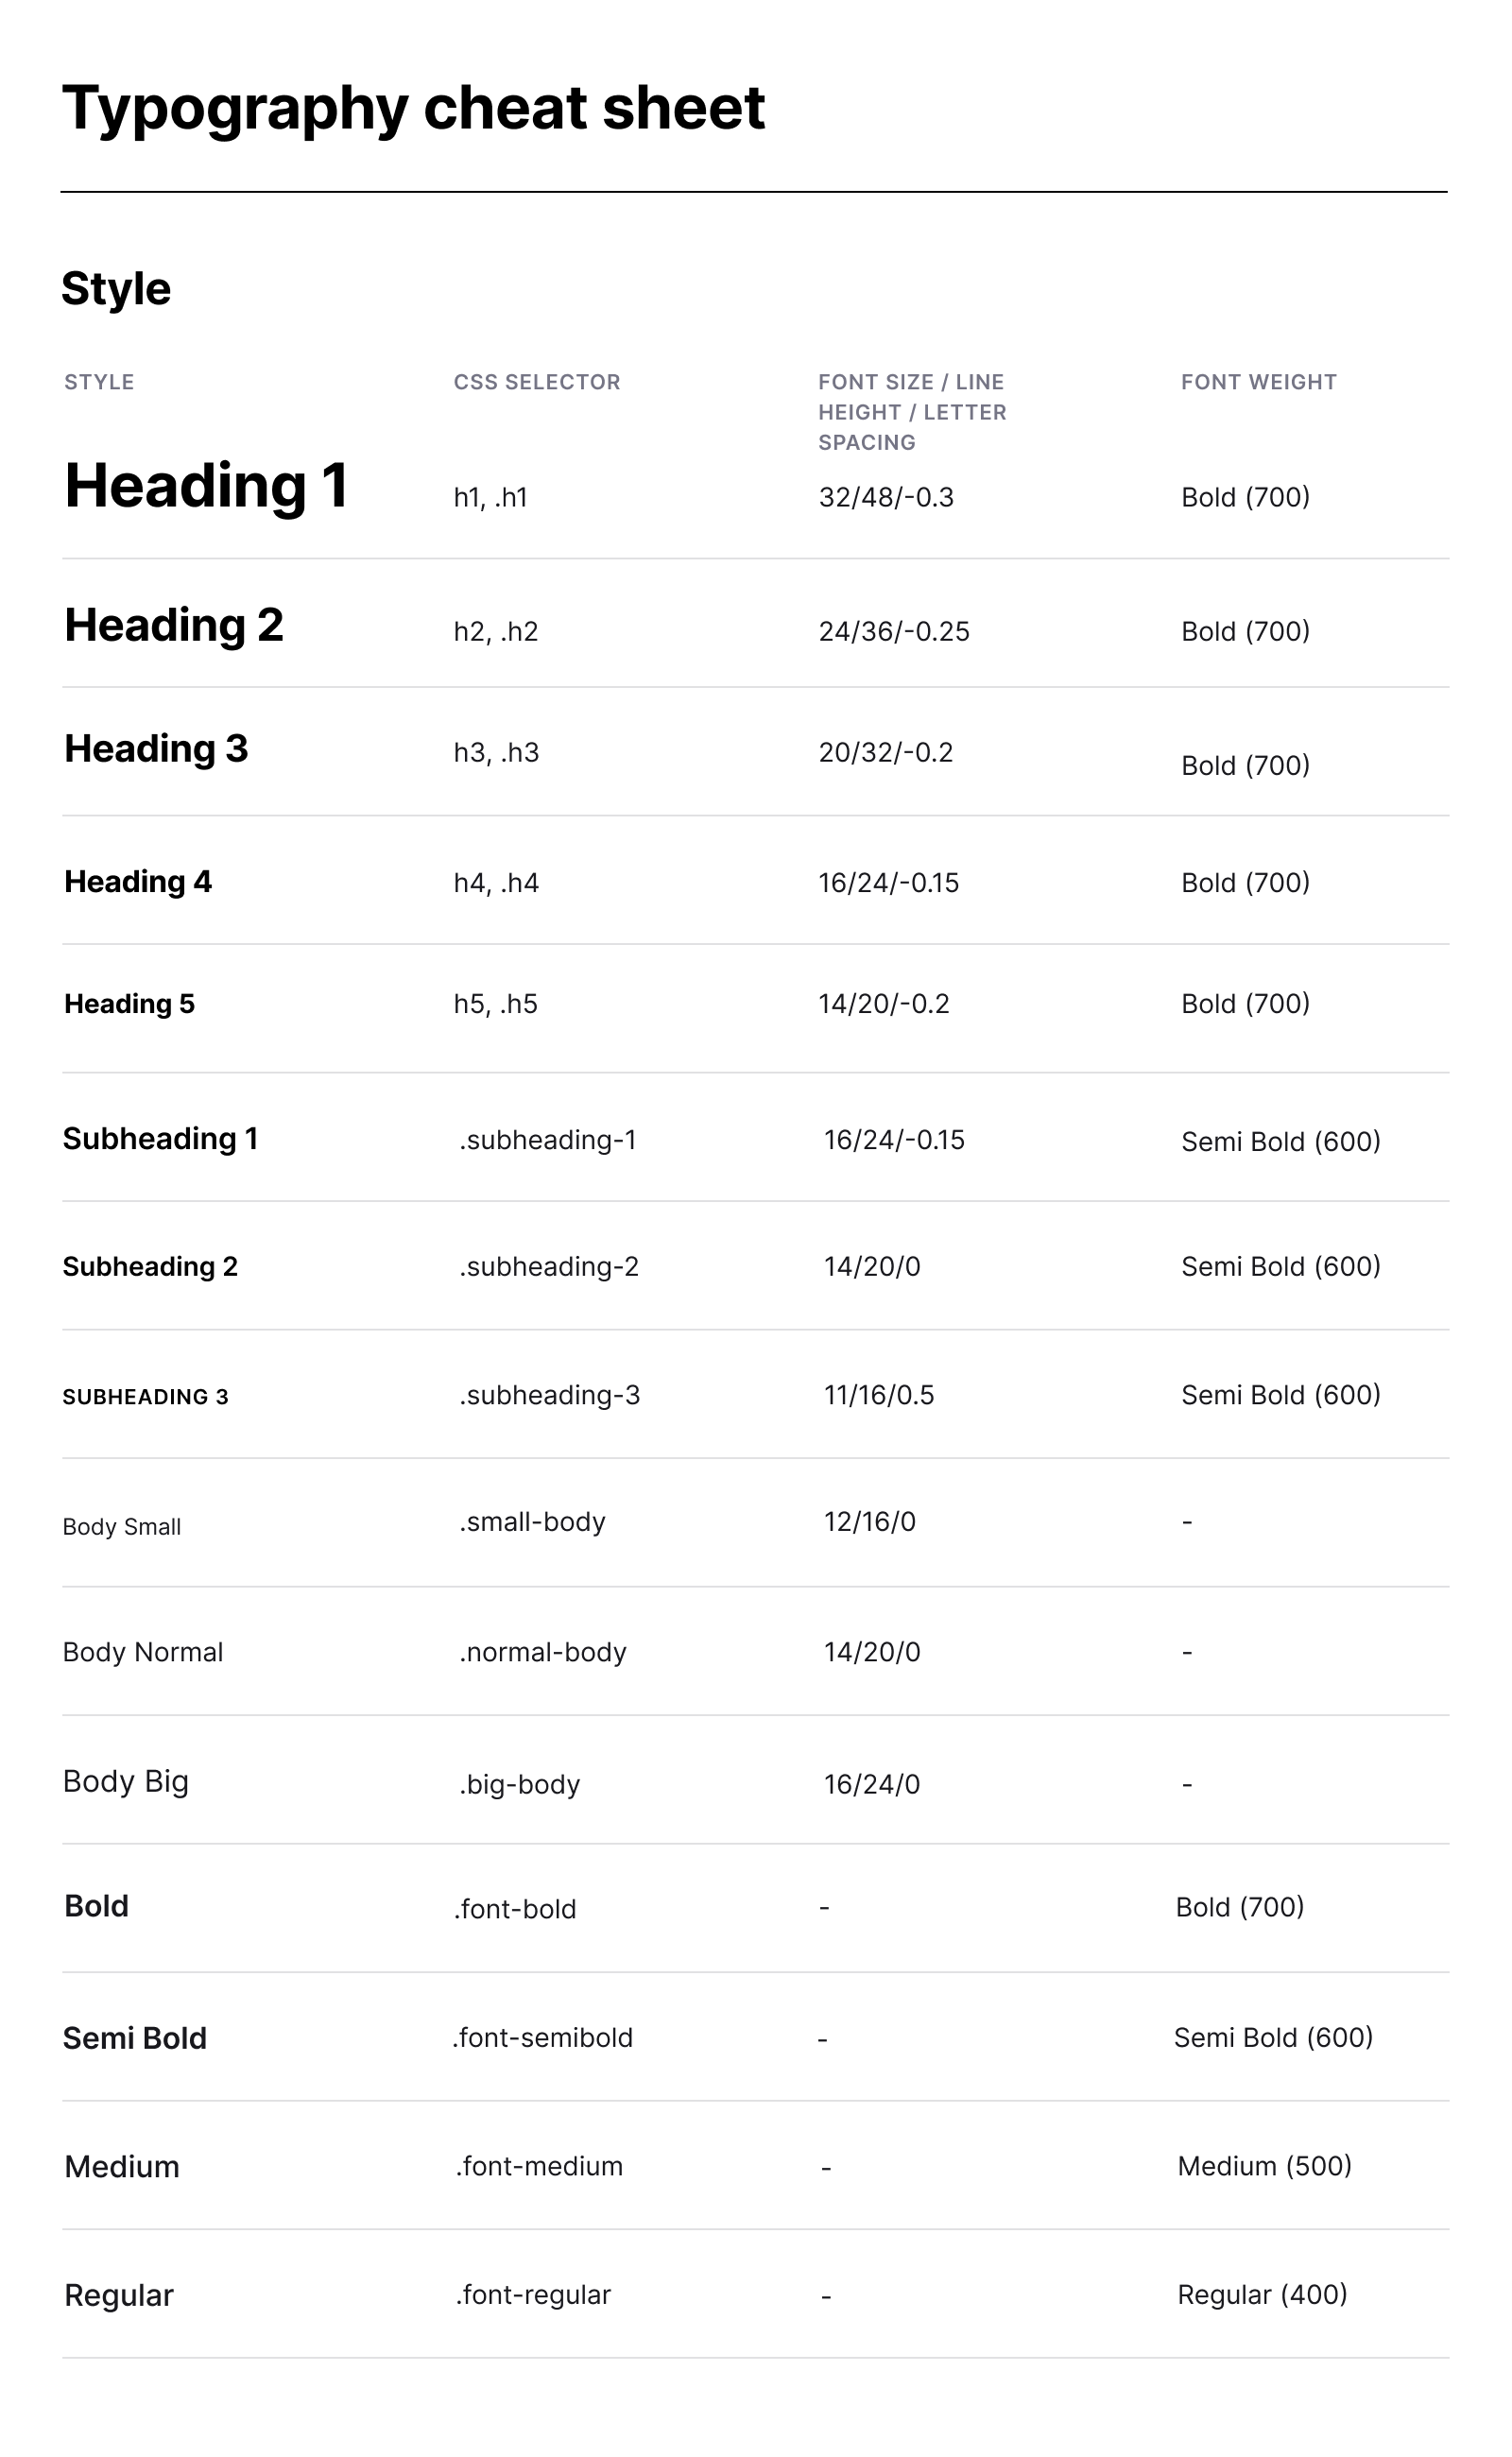 Typography cheat sheet
Style
STYLE CSS SELECTOR FONT SIZE / LINE FONT WEIGHT
HEIGHT / LETTER
SPACING
Heading 1 h1, .h1 32/48/-0.3 Bold (700)
Heading 2 h2, .h2 24/36/-0.25 Bold (700)
Heading 3 h3, .h3 20/32/-0.2 Bold (700)
Heading 4 h4, .h4 16/24/-0.15 Bold (700)
Heading 5 h5, .h5 14/20/-0.2 Bold (700)
Subheading 1 .subheading-1 16/24/-0.15 Semi Bold (600)
Subheading 2 .subheading-2 14/20/0 Semi Bold (600)
SUBHEADING 3 .subheading-3 11/16/0.5 Semi Bold (600)
Body Small .small-body 12/16/0 -
Body Normal .normal-body 14/20/0 -
Body Big .big-body 16/24/0 -
Bold .font-bold - Bold (700)
Semi Bold .font-semibold - Semi Bold (600)
Medium .font-medium - Medium (500)
Regular .font-regular - Regular (400)